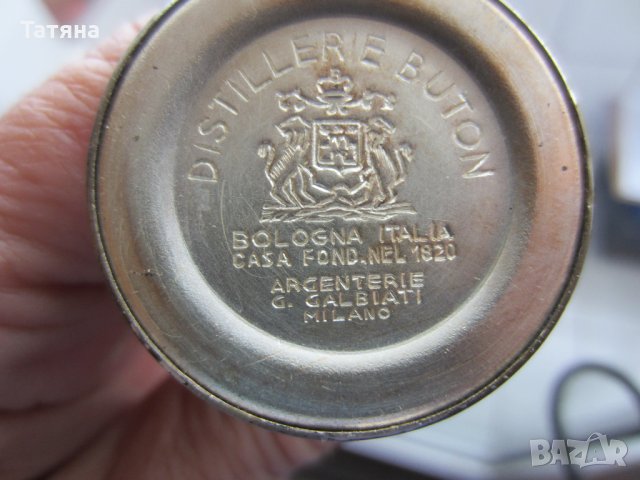 Татяна
DISTILLERIE BUTON
BOLOGNA ITALIA
CASA FOND. NEL 1820
ARGENTERIE
G. GALBIATI
MILANO
BAZAR